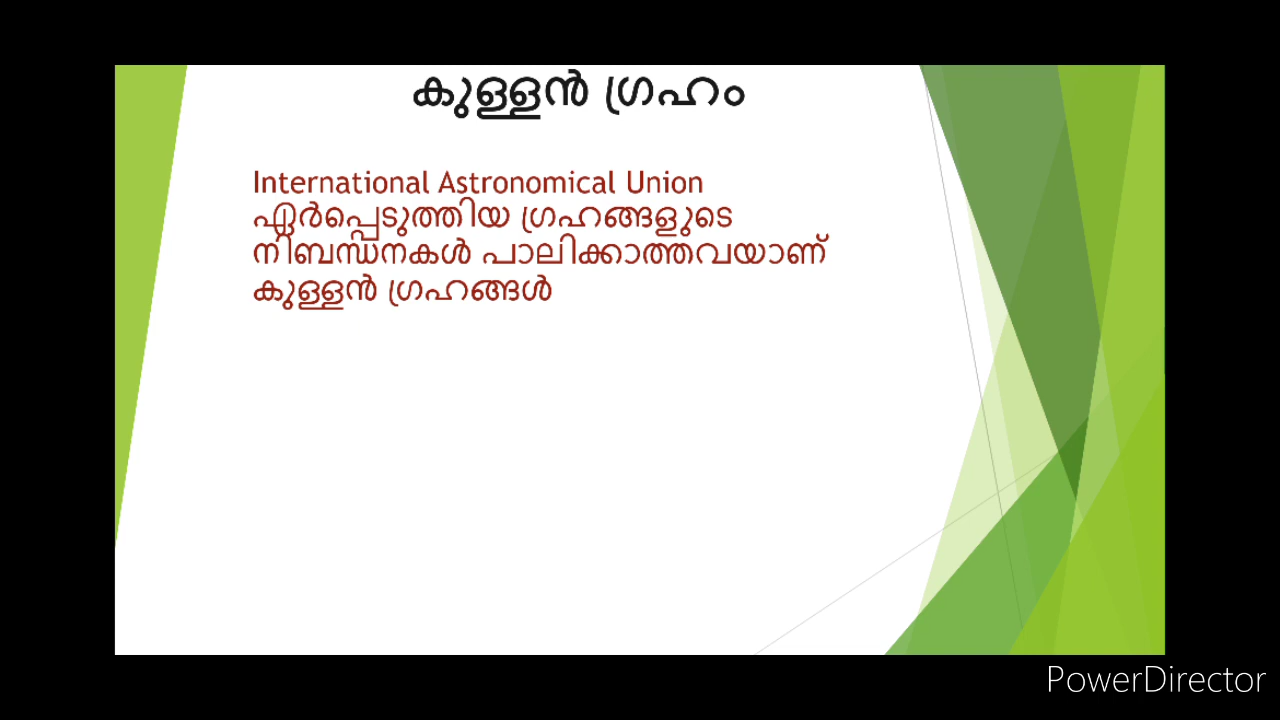 കുള്ളൻ ഗ്രഹം
International Astronomical Union
ഏർപ്പെടുത്തിയ ഗ്രഹങ്ങളുടെ
നിബന്ധനകൾ പാലിക്കാത്തവയാണ്
കുള്ളൻ ഗ്രഹങ്ങൾ
PowerDirector